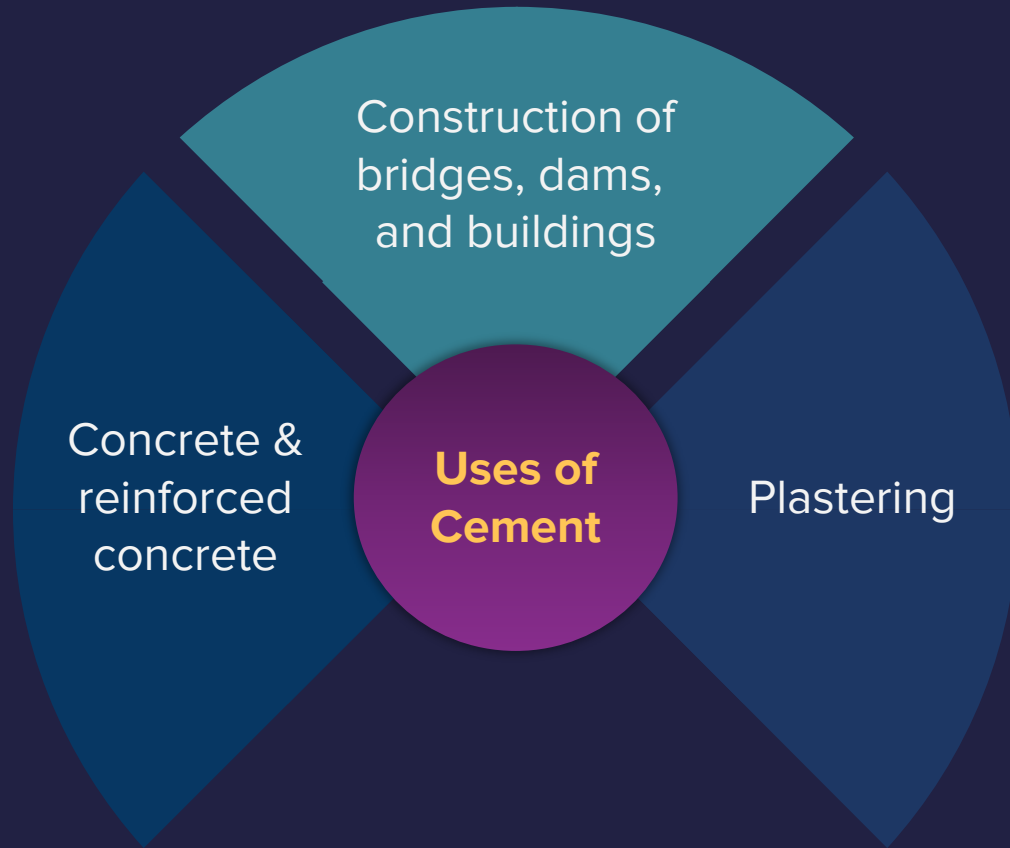 Construction of
bridges, dams,
and buildings
Concrete &
reinforced
concrete
Uses of
Cement
Plastering